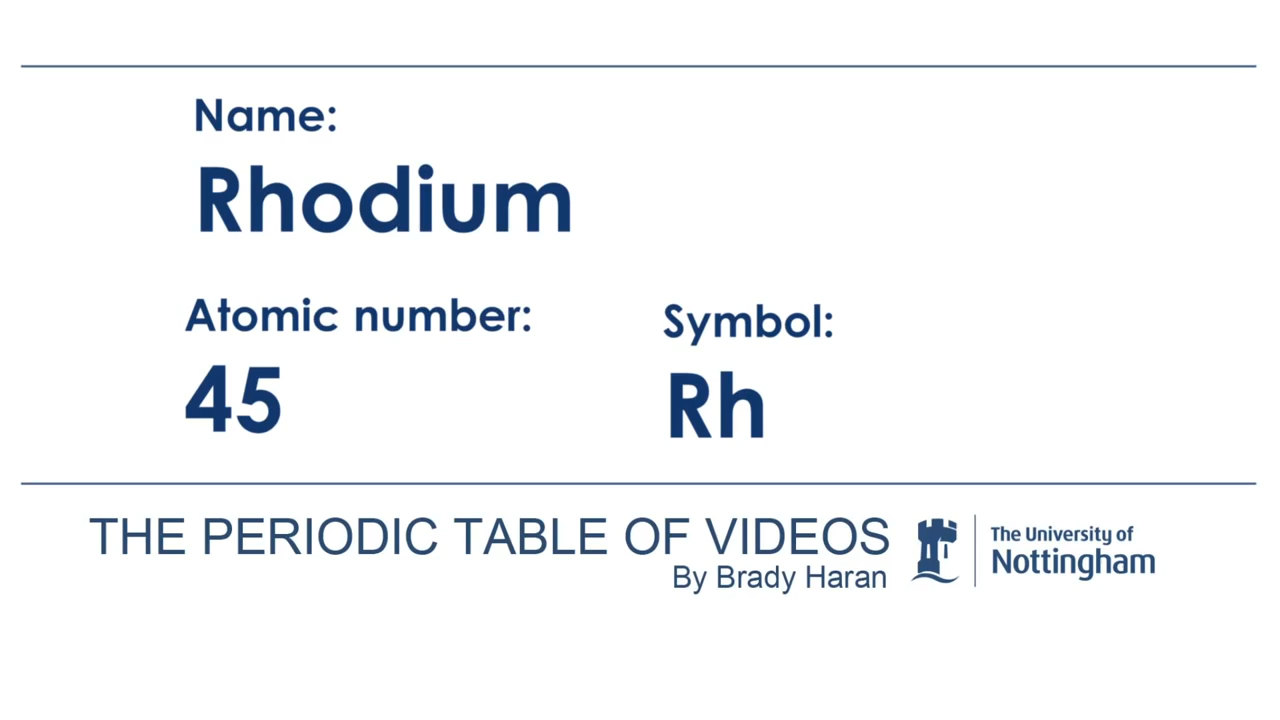 Name:
Rhodium
Atomic number:
45
Symbol:
Rh
THE PERIODIC TABLE OF VIDEOS
By Brady Haran
The University of
Nottingham